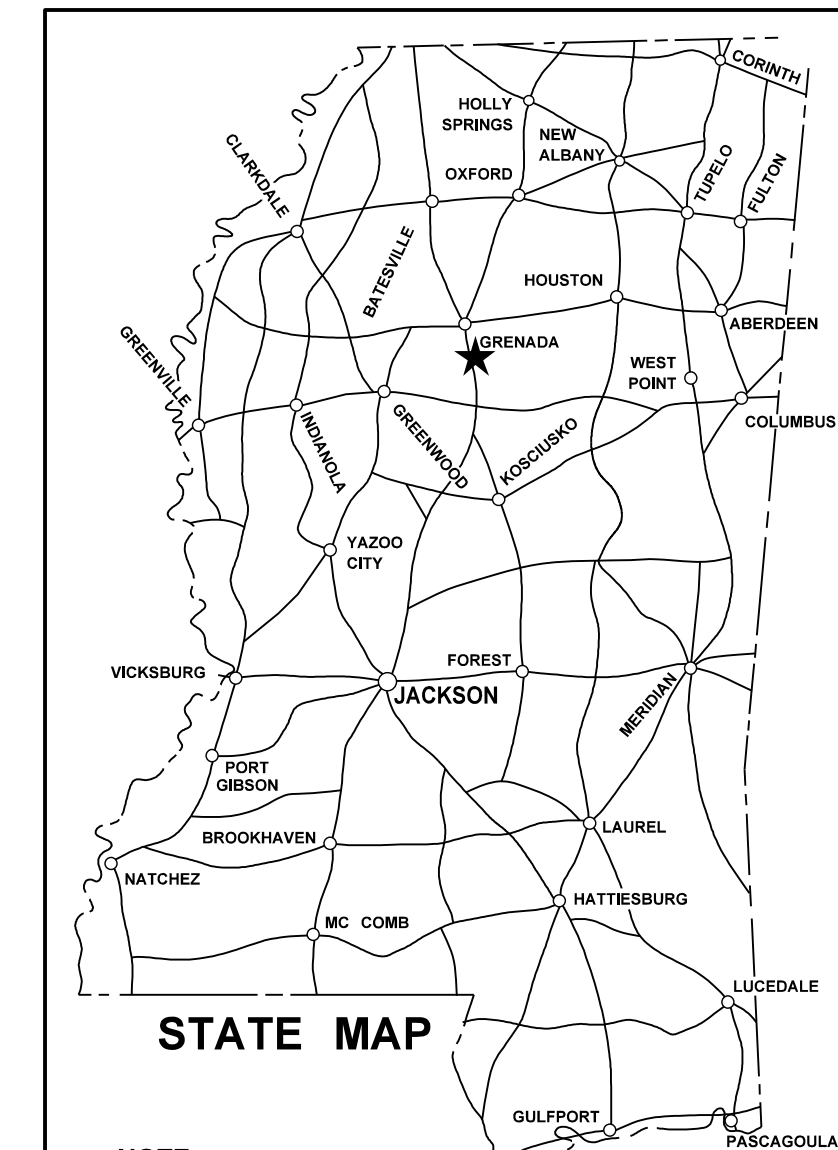 CORINTH
HOLLY
SPRINGS
NEW
ALBANY
CLARKDALE
OXFORD
TUPELO
FULTON
BATESVILLE
HOUSTON
ABERDEEN
GREENVILLE
GRENADA
WEST
POINT
COLUMBUS
INDIANOLA
GREENWOOD
KOSCIUSKO
YAZOO
CITY
VICKSBURG
FOREST
JACKSON
MERIDIAN
PORT
GIBSON
BROOKHAVEN
LAUREL
NATCHEZ
HATTIESBURG
MC COMB
LUCEDALE
STATE MAP
GULFPORT
PASCAGOULA